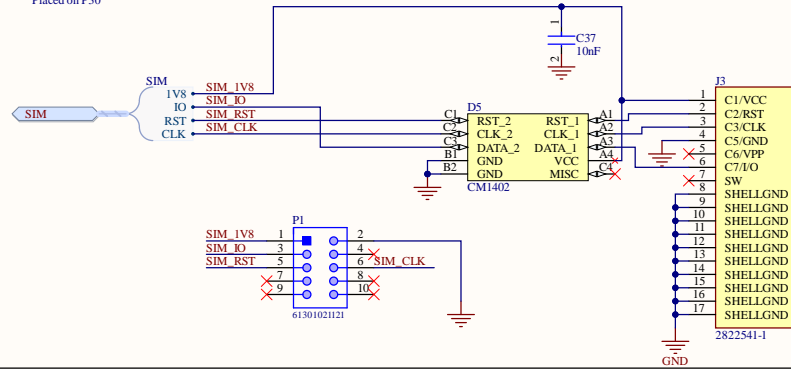 Placed on P30
SIM
SIM
1V8
IO
RST
CLK
SIM_1V8
SIM_IO
SIM_RST
SIM_CLK
1
2
C37
10nF
D5
C1
C2
C3
B1
B2
RST_2
CLK_2
DATA_2
GND
GND
RST_1
CLK_1
DATA_1
VCC
MISC
A1
A2
A3
A4
C4
CM1402
J3
1 C1/VCC
2 C2/RST
3 C3/CLK
4 C5/GND
5 C6/VPP
6 C7/I/O
7 SW
8 SHELLGND
9 SHELLGND
10 SHELLGND
11 SHELLGND
12 SHELLGND
13 SHELLGND
14 SHELLGND
15 SHELLGND
16 SHELLGND
17 SHELLGND
2822541-1
GND
P1
SIM_1V8 1 2
SIM_IO 3 4
SIM_RST 5 6 SIM_CLK
7 8
9 10
61301021121